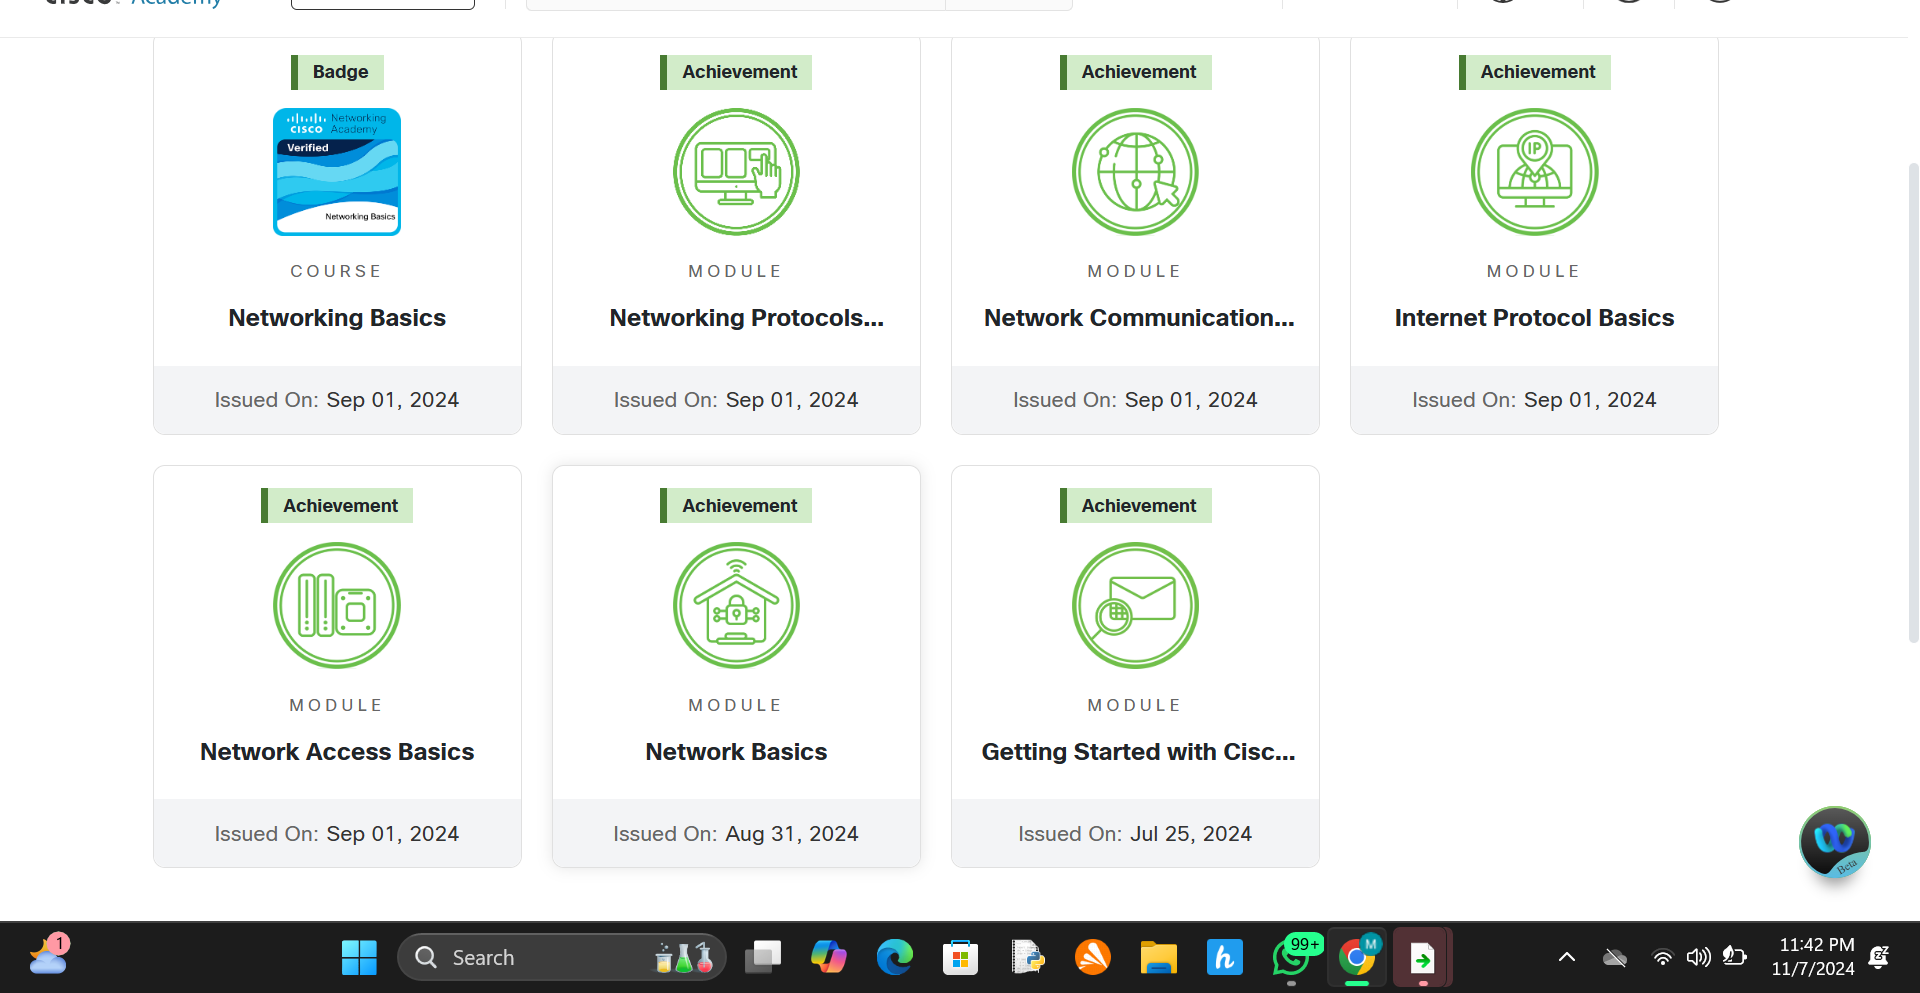 CISCO Academy
Badge
Achievement
Achievement
Achievement
CISCO Networking Academy
Verified
Networking Basics
IP
COURSE
MODULE
MODULE
MODULE
Networking Basics
Networking Protocols...
Network Communication...
Internet Protocol Basics
Issued On: Sep 01, 2024
Issued On: Sep 01, 2024
Issued On: Sep 01, 2024
Issued On: Sep 01, 2024
Achievement
Achievement
Achievement
MODULE
MODULE
MODULE
Network Access Basics
Network Basics
Getting Started with Cisc...
Issued On: Sep 01, 2024
Issued On: Aug 31, 2024
Issued On: Jul 25, 2024
Beta
1
Search
h
99+
M
11:42 PM
11/7/2024